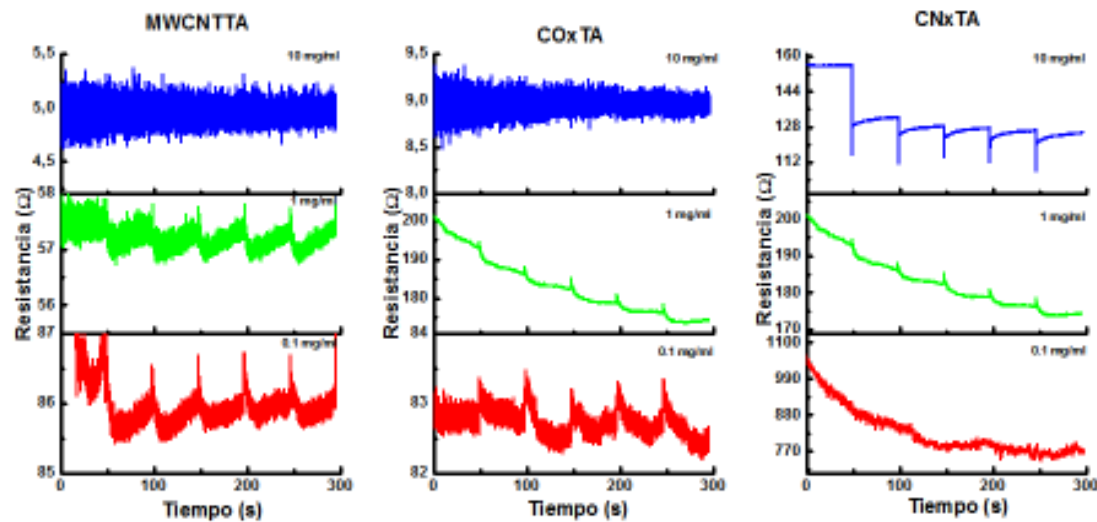 MWCNTTA
10 mg/ml
5,5
5,0
4,5
58
1 mg/ml
57
56
87
0.1 mg/ml
86
85
0
100
200
300
Resistancia (Ω)
Tiempo (s)
COxTA
10 mg/ml
9,0
8,5
8,0
1 mg/ml
200
190
180
84
0.1 mg/ml
83
82
0
100
200
300
Resistancia (Ω)
Tiempo (s)
CNxTA
160
10 mg/ml
144
128
112
1 mg/ml
200
190
180
170
1100
0.1 mg/ml
990
880
770
0
100
200
300
Resistancia (Ω)
Tiempo (s)